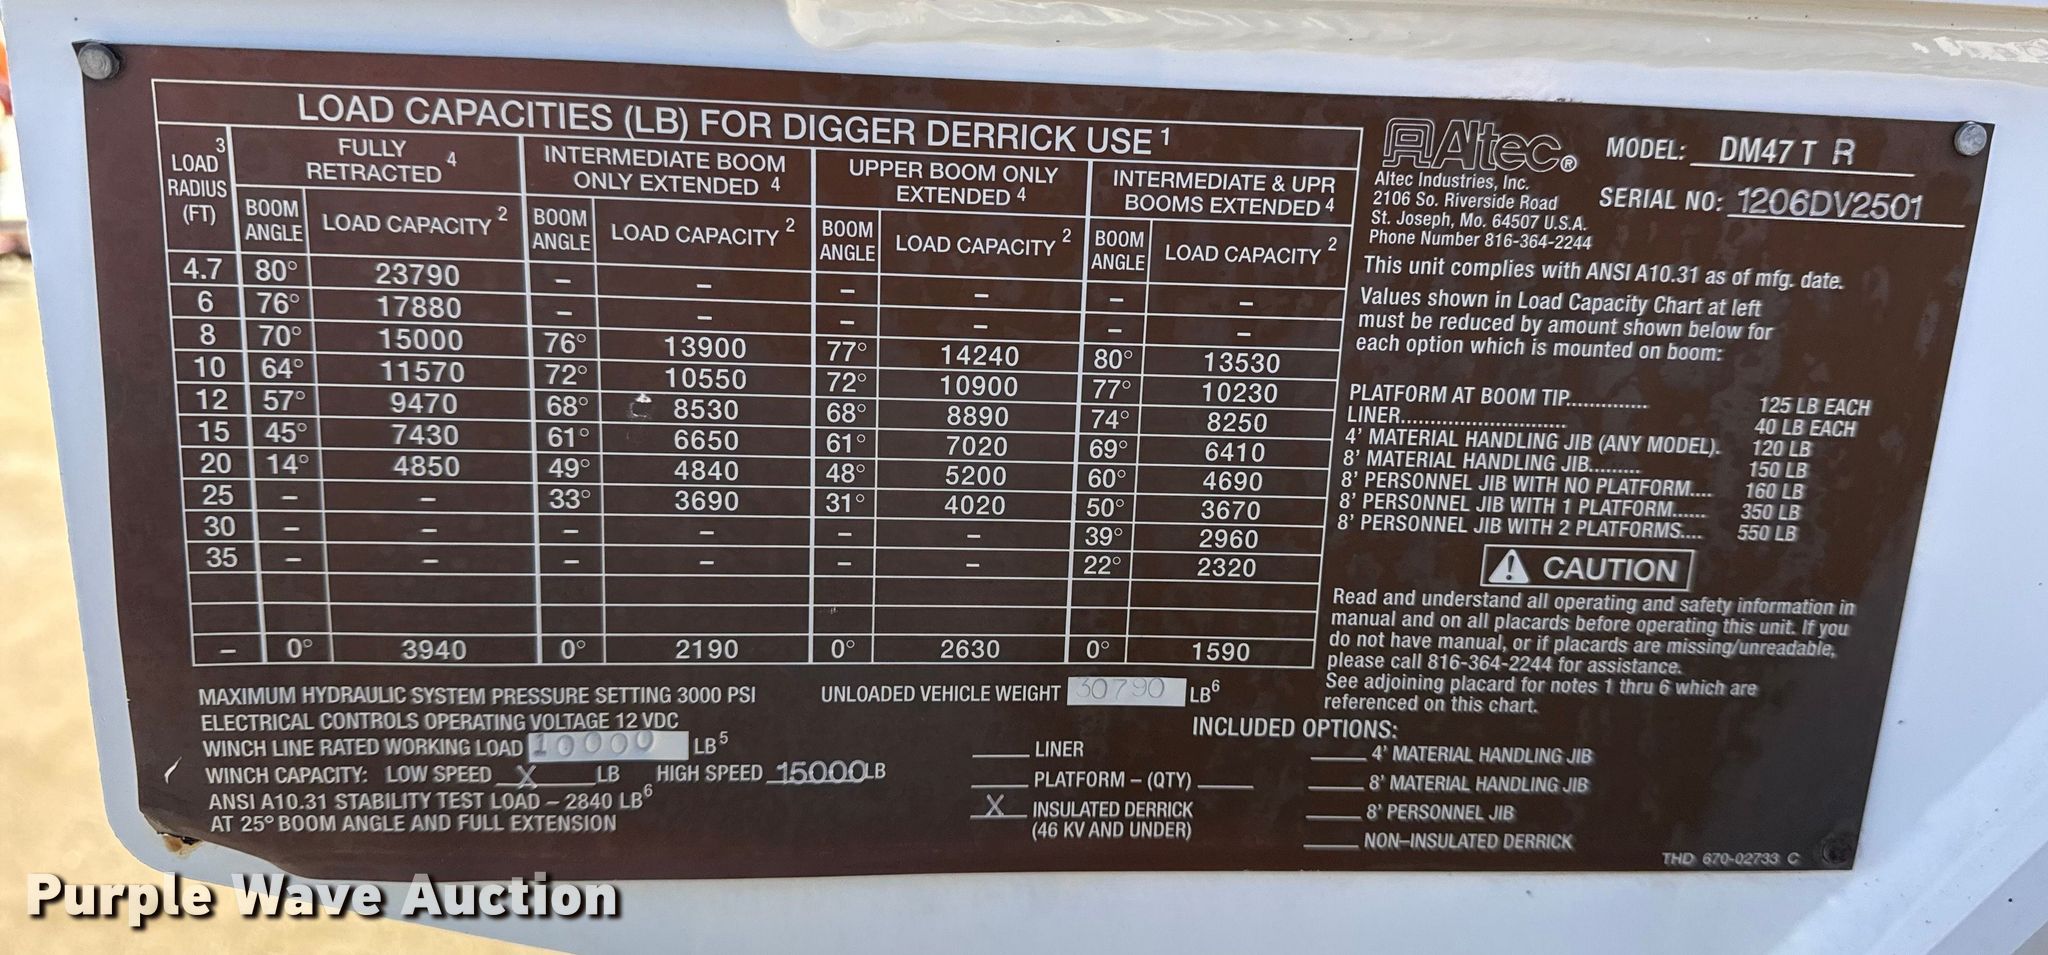 LOAD CAPACITIES (LB) FOR DIGGER DERRICK USE 1
3 LOAD RADIUS (FT) | FULLY RETRACTED 4 | INTERMEDIATE BOOM ONLY EXTENDED 4 | UPPER BOOM ONLY EXTENDED 4 | INTERMEDIATE & UPR BOOMS EXTENDED 4
BOOM ANGLE | LOAD CAPACITY 2 | BOOM ANGLE | LOAD CAPACITY 2 | BOOM ANGLE | LOAD CAPACITY 2 | BOOM ANGLE | LOAD CAPACITY 2
4.7 | 80° | 23790 | – | – | – | – | – | –
6 | 76° | 17880 | – | – | – | – | – | –
8 | 70° | 15000 | 76° | 13900 | 77° | 14240 | 80° | 13530
10 | 64° | 11570 | 72° | 10550 | 72° | 10900 | 77° | 10230
12 | 57° | 9470 | 68° | 8530 | 68° | 8890 | 74° | 8250
15 | 45° | 7430 | 61° | 6650 | 61° | 7020 | 69° | 6410
20 | 14° | 4850 | 49° | 4840 | 48° | 5200 | 60° | 4690
25 | – | – | 33° | 3690 | 31° | 4020 | 50° | 3670
30 | – | – | – | – | – | – | 39° | 2960
35 | – | – | – | – | – | – | 22° | 2320
– | 0° | 3940 | 0° | 2190 | 0° | 2630 | 0° | 1590
MAXIMUM HYDRAULIC SYSTEM PRESSURE SETTING 3000 PSI
ELECTRICAL CONTROLS OPERATING VOLTAGE 12 VDC
WINCH LINE RATED WORKING LOAD 10000 LB5
WINCH CAPACITY: LOW SPEED X LB HIGH SPEED 15000LB
ANSI A10.31 STABILITY TEST LOAD – 2840 LB6
AT 25° BOOM ANGLE AND FULL EXTENSION
UNLOADED VEHICLE WEIGHT 30790 LB6
INCLUDED OPTIONS:
LINER
PLATFORM – (QTY)
X INSULATED DERRICK
(46 KV AND UNDER)
4' MATERIAL HANDLING JIB
8' MATERIAL HANDLING JIB
8' PERSONNEL JIB
NON–INSULATED DERRICK
Altec®
Altec Industries, Inc.
2106 So. Riverside Road
St. Joseph, Mo. 64507 U.S.A.
Phone Number 816-364-2244
MODEL: DM47 T R
SERIAL NO: 1206DV2501
This unit complies with ANSI A10.31 as of mfg. date.
Values shown in Load Capacity Chart at left
must be reduced by amount shown below for
each option which is mounted on boom:
PLATFORM AT BOOM TIP.............. 125 LB EACH
LINER............................. 40 LB EACH
4' MATERIAL HANDLING JIB (ANY MODEL). 120 LB
8' MATERIAL HANDLING JIB......... 150 LB
8' PERSONNEL JIB WITH NO PLATFORM.... 160 LB
8' PERSONNEL JIB WITH 1 PLATFORM...... 350 LB
8' PERSONNEL JIB WITH 2 PLATFORMS.... 550 LB
CAUTION
Read and understand all operating and safety information in
manual and on all placards before operating this unit. If you
do not have manual, or if placards are missing/unreadable,
please call 816-364-2244 for assistance.
See adjoining placard for notes 1 thru 6 which are
referenced on this chart.
THD 670-02733 C
Purple Wave Auction